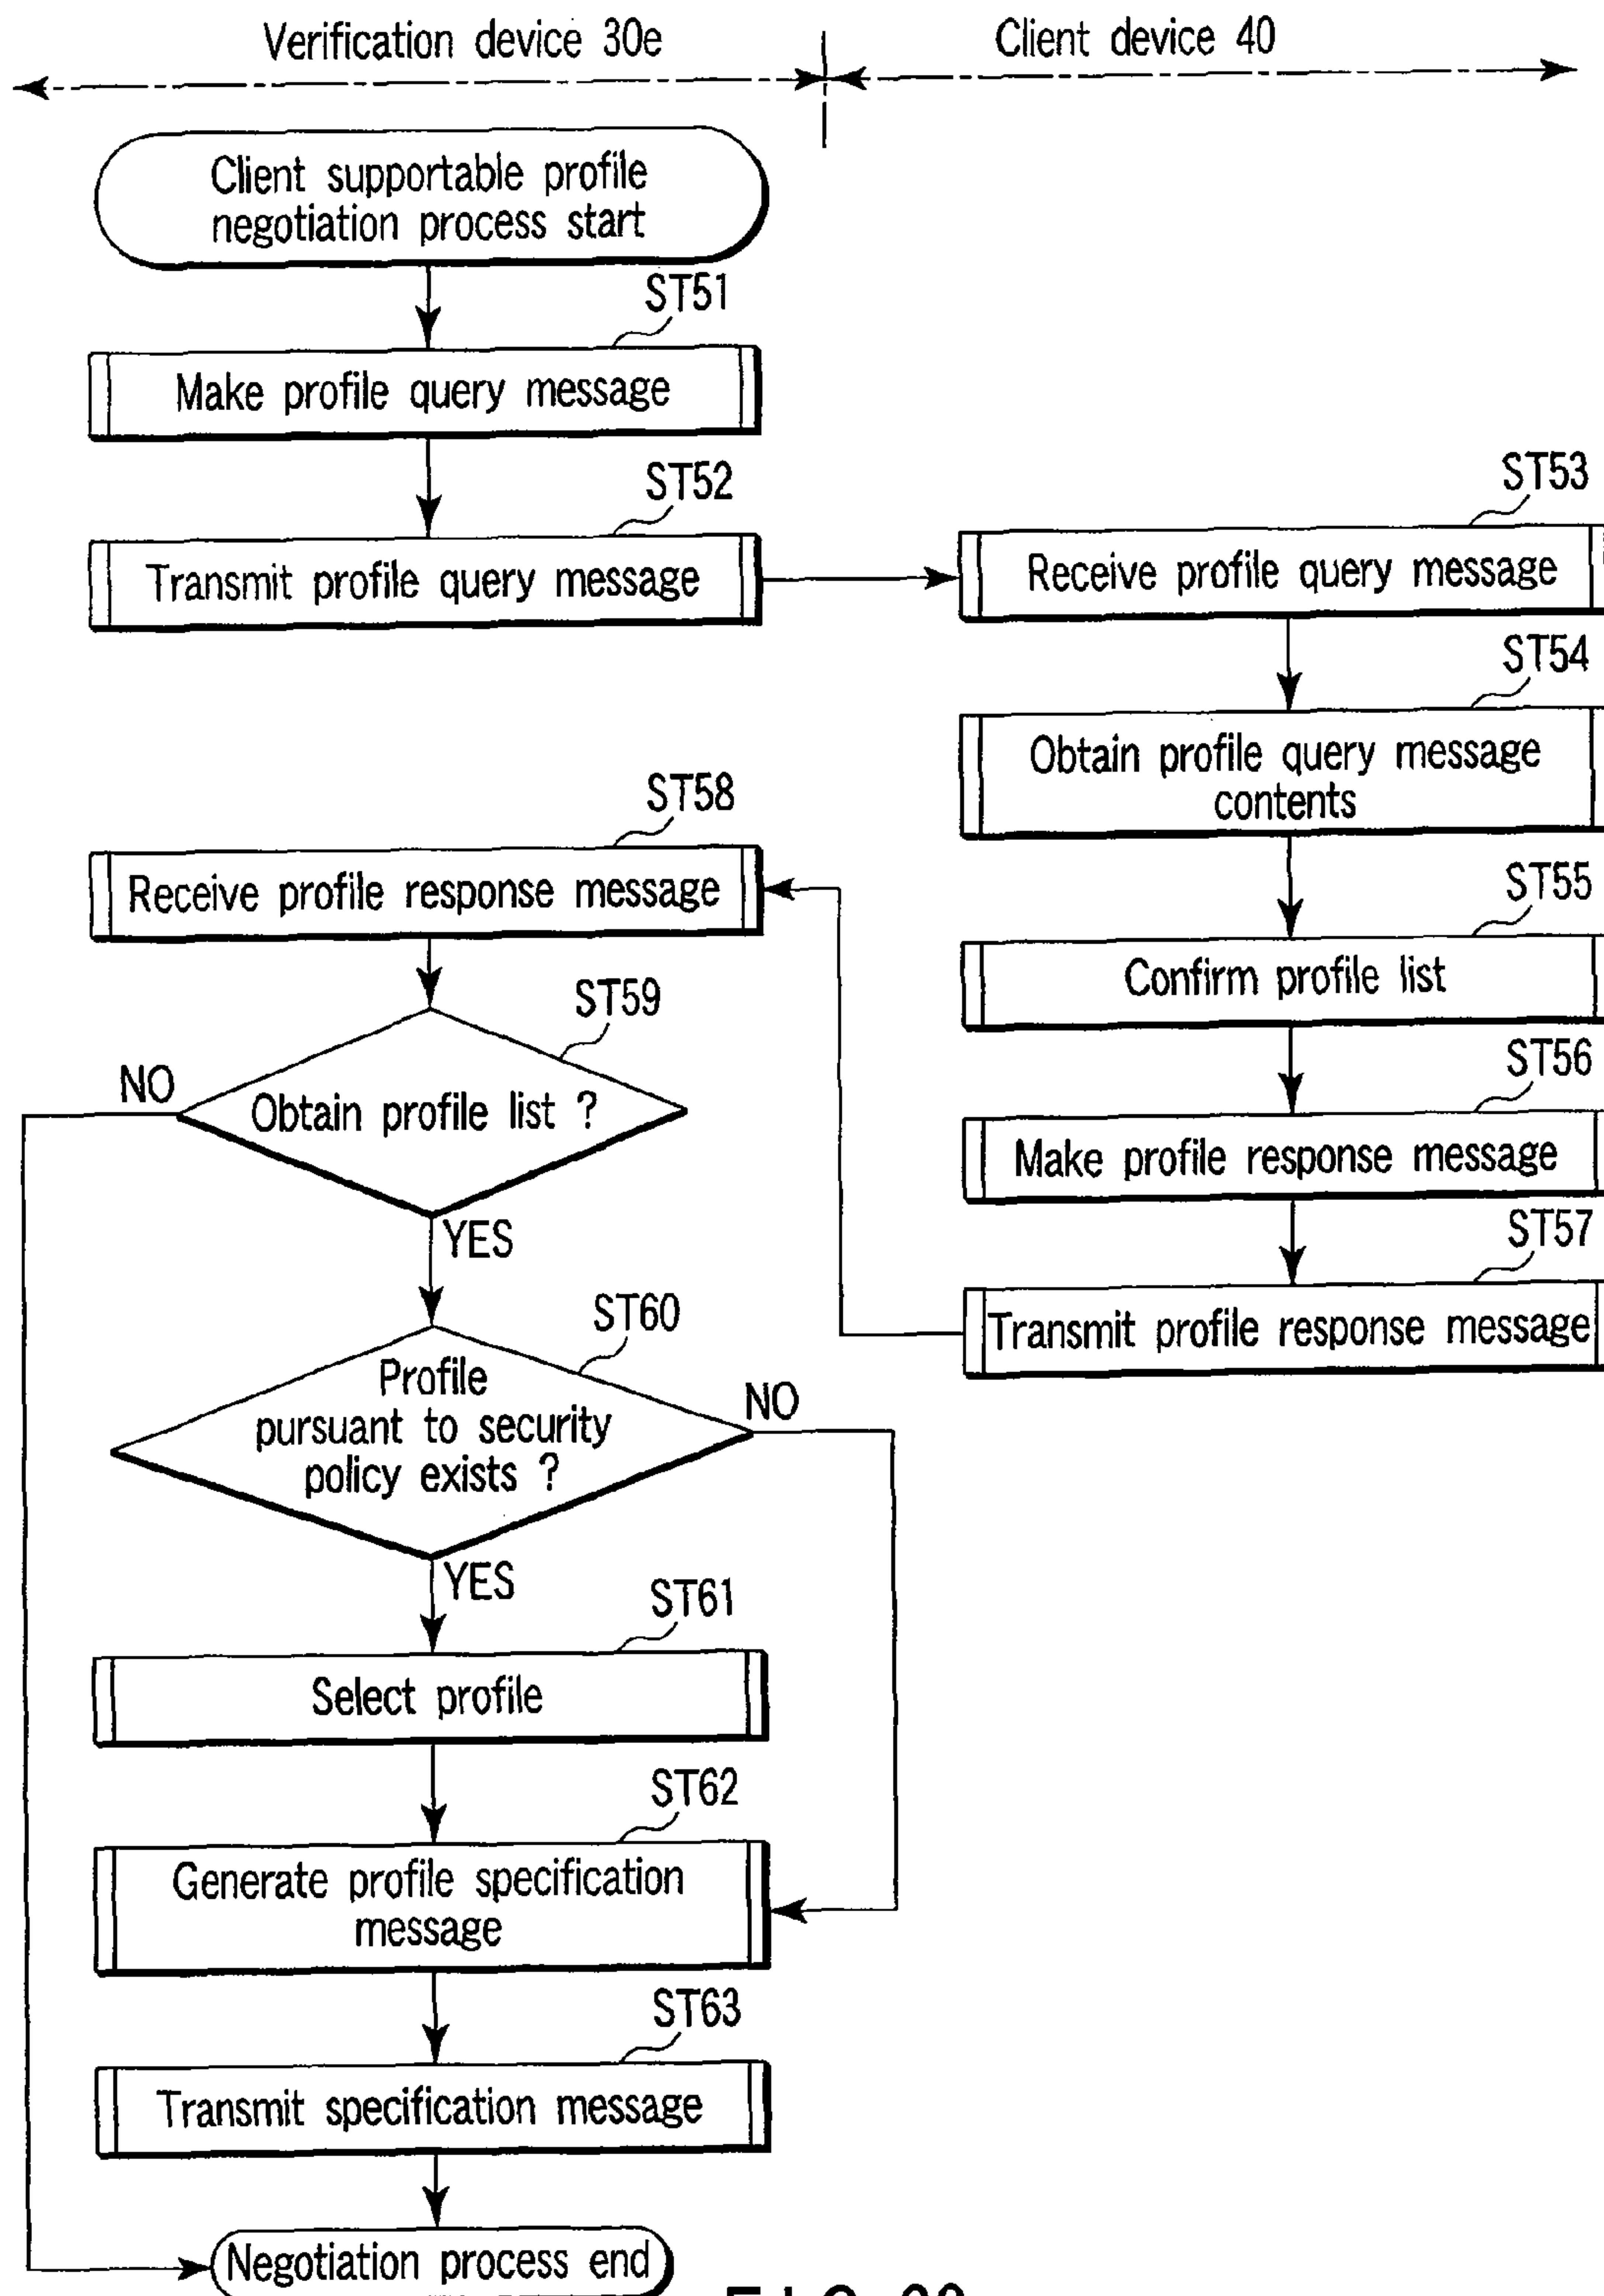 Verification device 30e
Client device 40
Client supportable profile
negotiation process start
ST51
Make profile query message
ST52
Transmit profile query message
ST53
Receive profile query message
ST54
Obtain profile query message
contents
ST55
Confirm profile list
ST56
Make profile response message
ST57
Transmit profile response message
ST58
Receive profile response message
ST59
Obtain profile list ?
NO
YES
ST60
Profile
pursuant to security
policy exists ?
NO
YES
ST61
Select profile
ST62
Generate profile specification
message
ST63
Transmit specification message
Negotiation process end